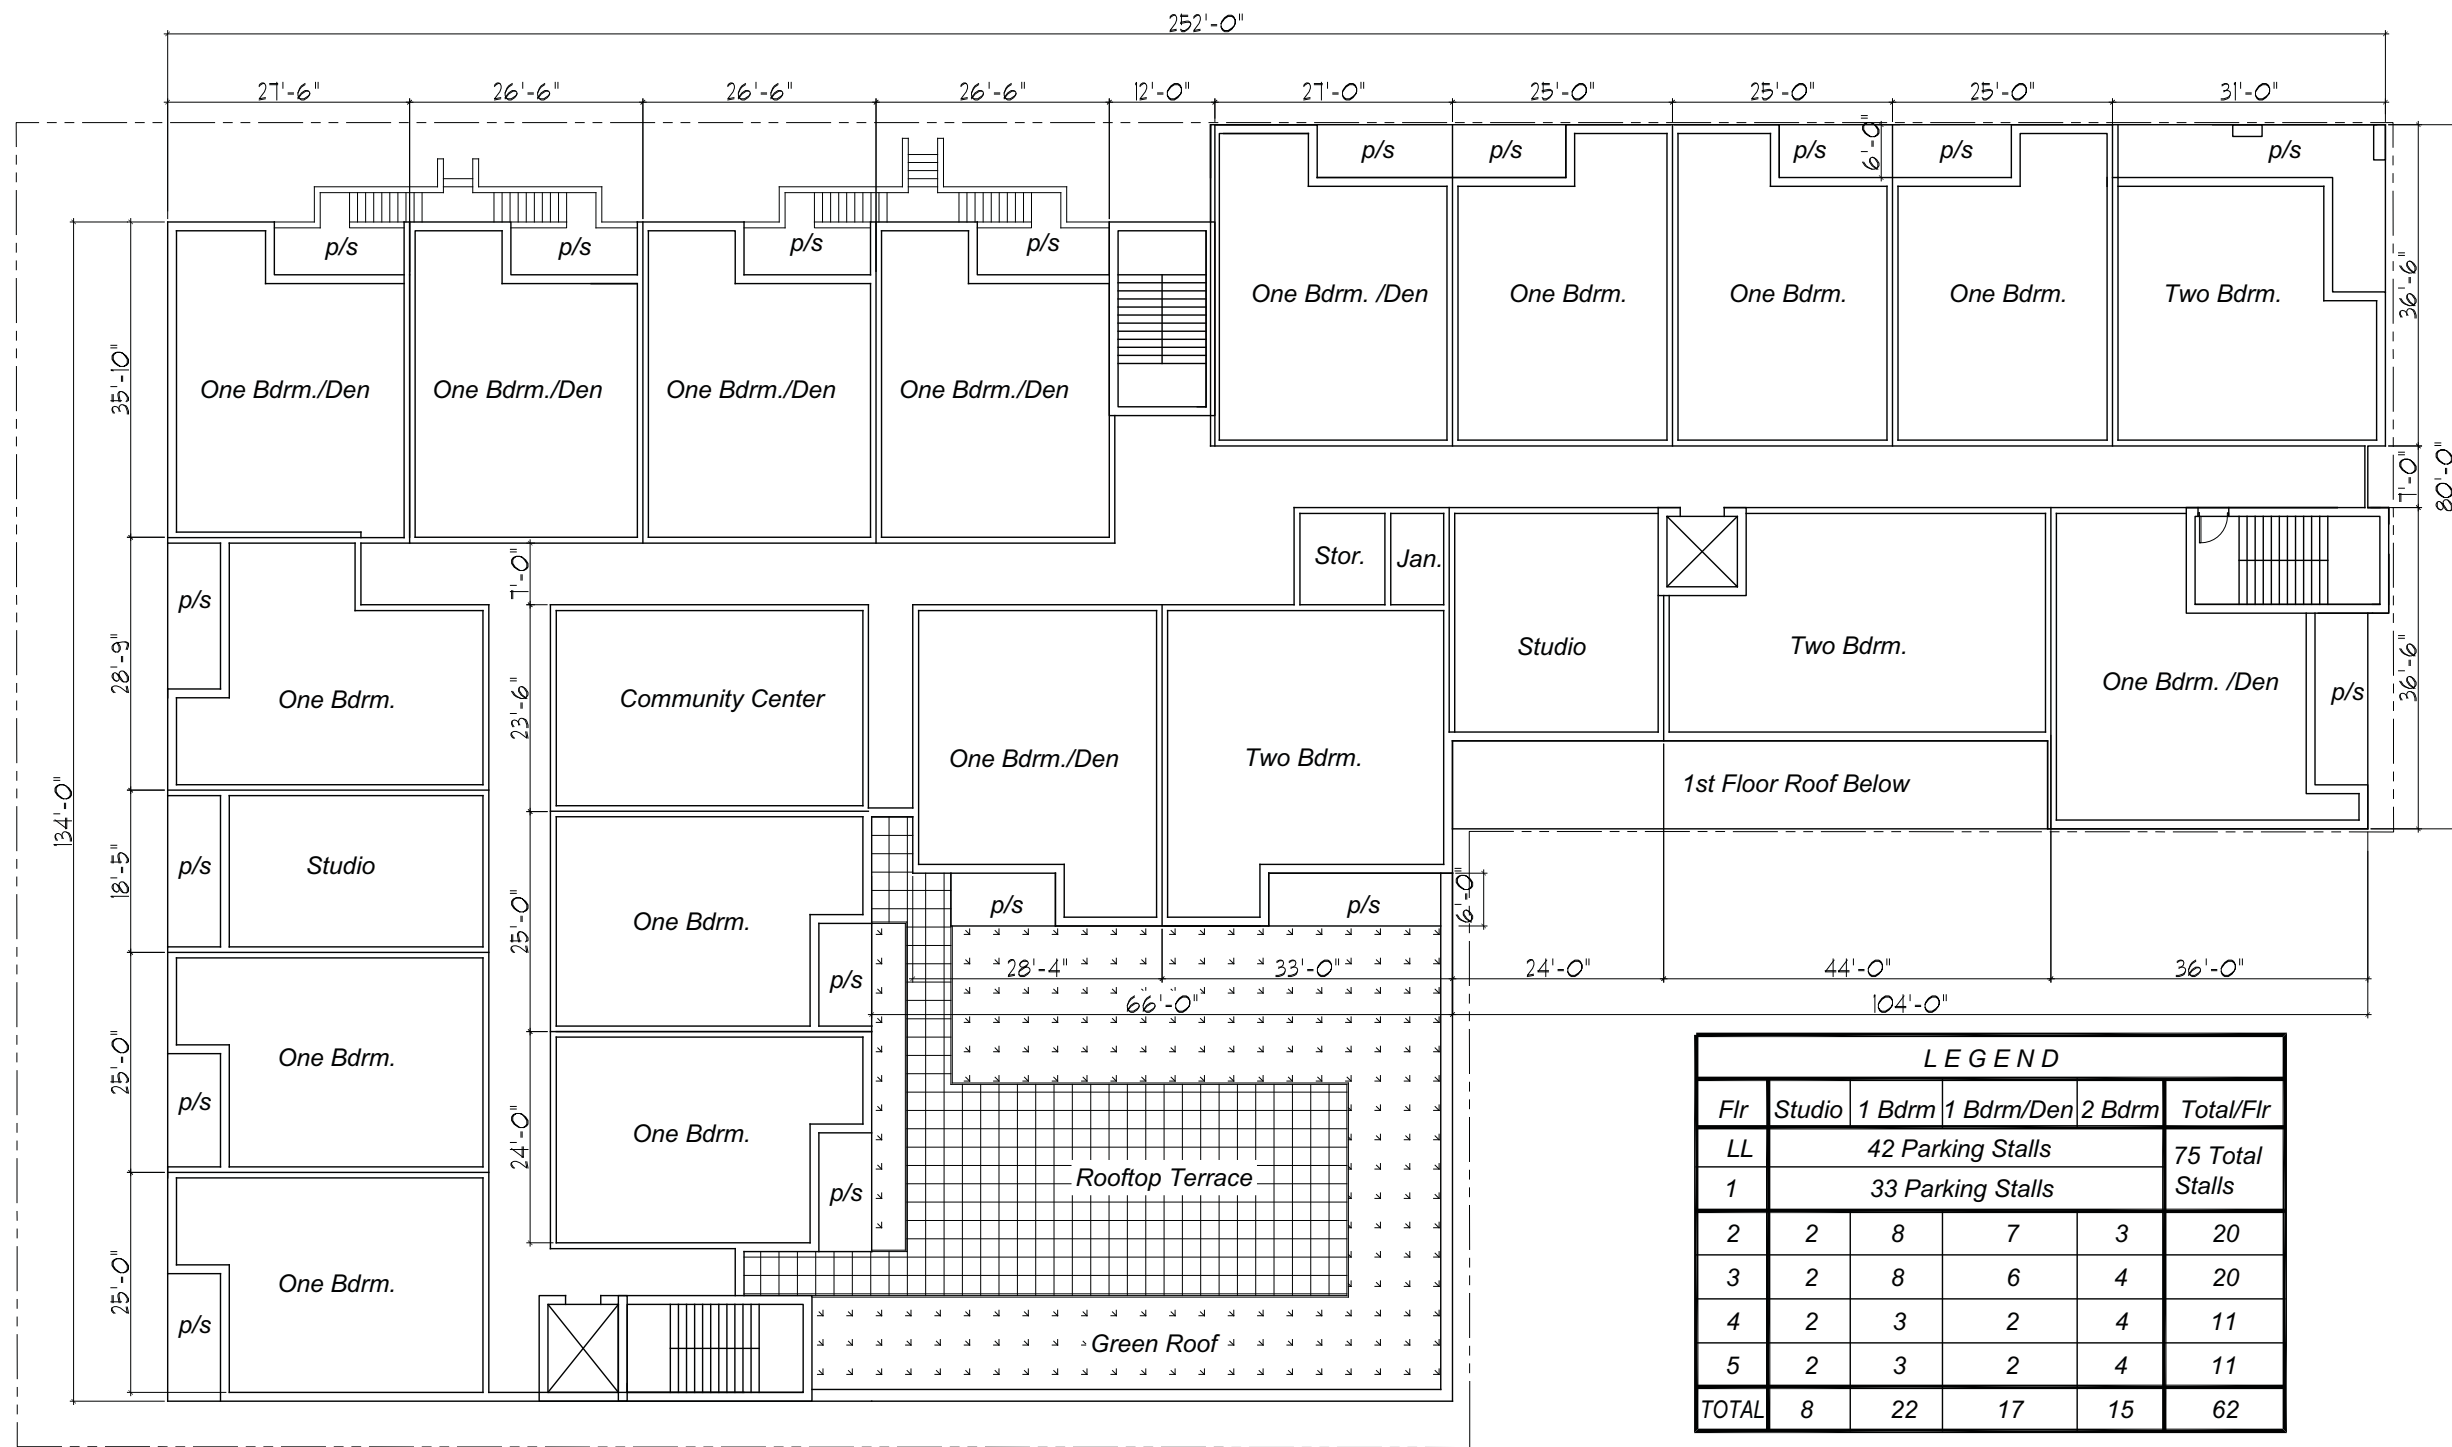 252'-0"
27'-6" 26'-6" 26'-6" 26'-6" 12'-0" 27'-0" 25'-0" 25'-0" 25'-0" 31'-0"
p/s p/s p/s 6'-0" p/s p/s
p/s p/s p/s p/s
One Bdrm. /Den One Bdrm. One Bdrm. One Bdrm. Two Bdrm. 36'-6"
35'-10" One Bdrm./Den One Bdrm./Den One Bdrm./Den One Bdrm./Den
7'-0" 80'-0"
7'-0" Stor. Jan.
p/s
28'-9" One Bdrm. 23'-6" Community Center Studio Two Bdrm. One Bdrm. /Den p/s 36'-6"
One Bdrm./Den Two Bdrm. 1st Floor Roof Below
134'-0"
18'-5" p/s Studio
25'-0" One Bdrm. p/s p/s 6'-0"
p/s 28'-4" 33'-0" 24'-0" 44'-0" 36'-0"
66'-0" 104'-0"
25'-0" One Bdrm.
p/s
24'-0" One Bdrm.
p/s Rooftop Terrace
25'-0" One Bdrm.
p/s Green Roof
LEGEND
Flr Studio 1 Bdrm 1 Bdrm/Den 2 Bdrm Total/Flr
LL 42 Parking Stalls 75 Total
1 33 Parking Stalls Stalls
2 2 8 7 3 20
3 2 8 6 4 20
4 2 3 2 4 11
5 2 3 2 4 11
TOTAL 8 22 17 15 62